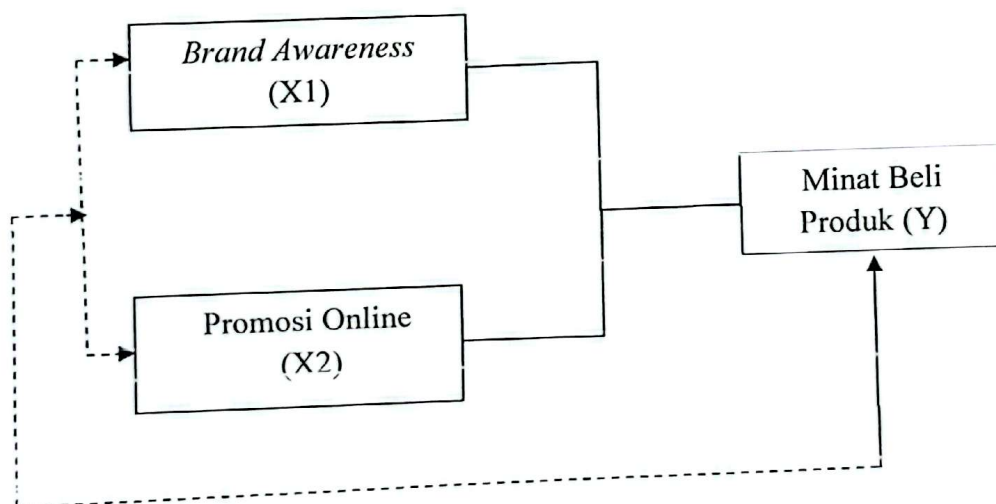 Brand Awareness
(X1)
Minat Beli
Produk (Y)
Promosi Online
(X2)